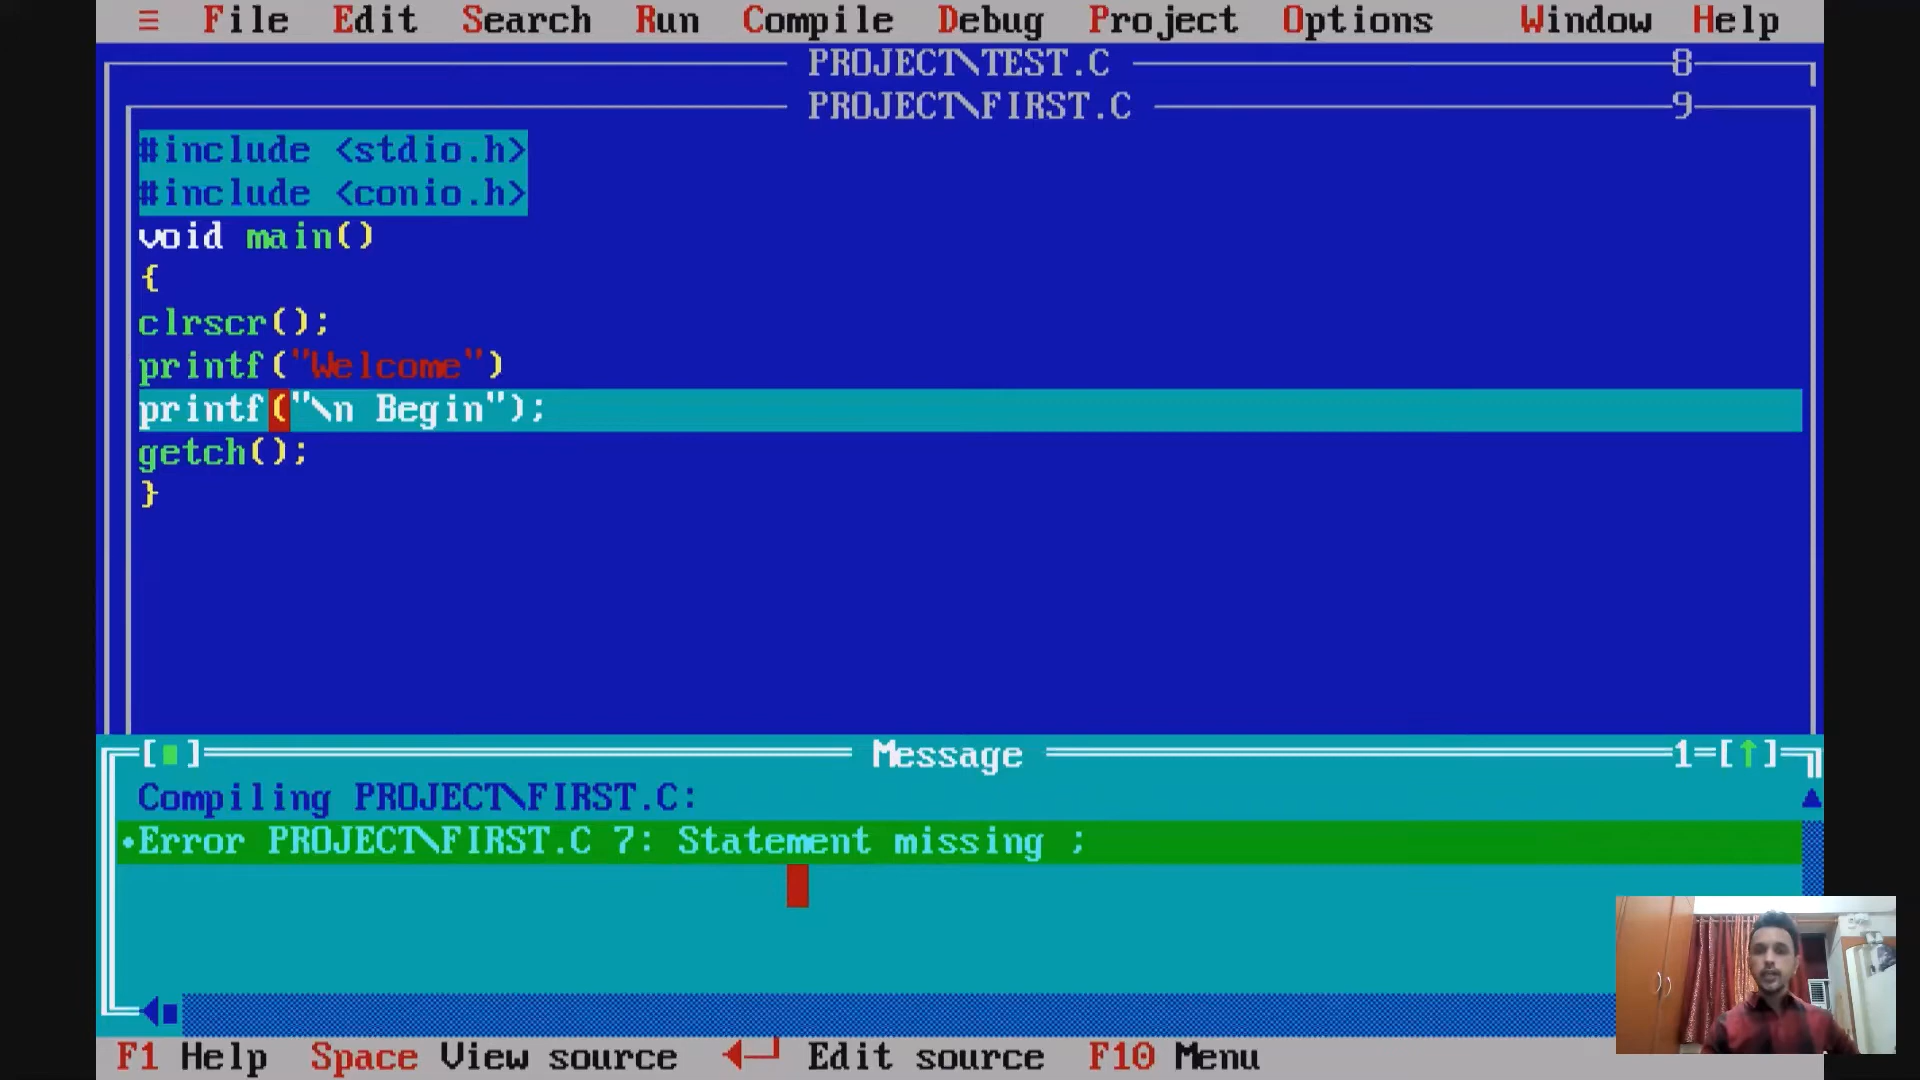 ≡ File Edit Search Run Compile Debug Project Options Window Help
PROJECT\TEST.C 8
PROJECT\FIRST.C 9
#include <stdio.h>
#include <conio.h>
void main()
{
clrscr();
printf("Welcome")
printf("\n Begin");
getch();
}
[■] Message 1=[↑]
Compiling PROJECT\FIRST.C:
•Error PROJECT\FIRST.C 7: Statement missing ;
F1 Help Space View source ◄─┘ Edit source F10 Menu